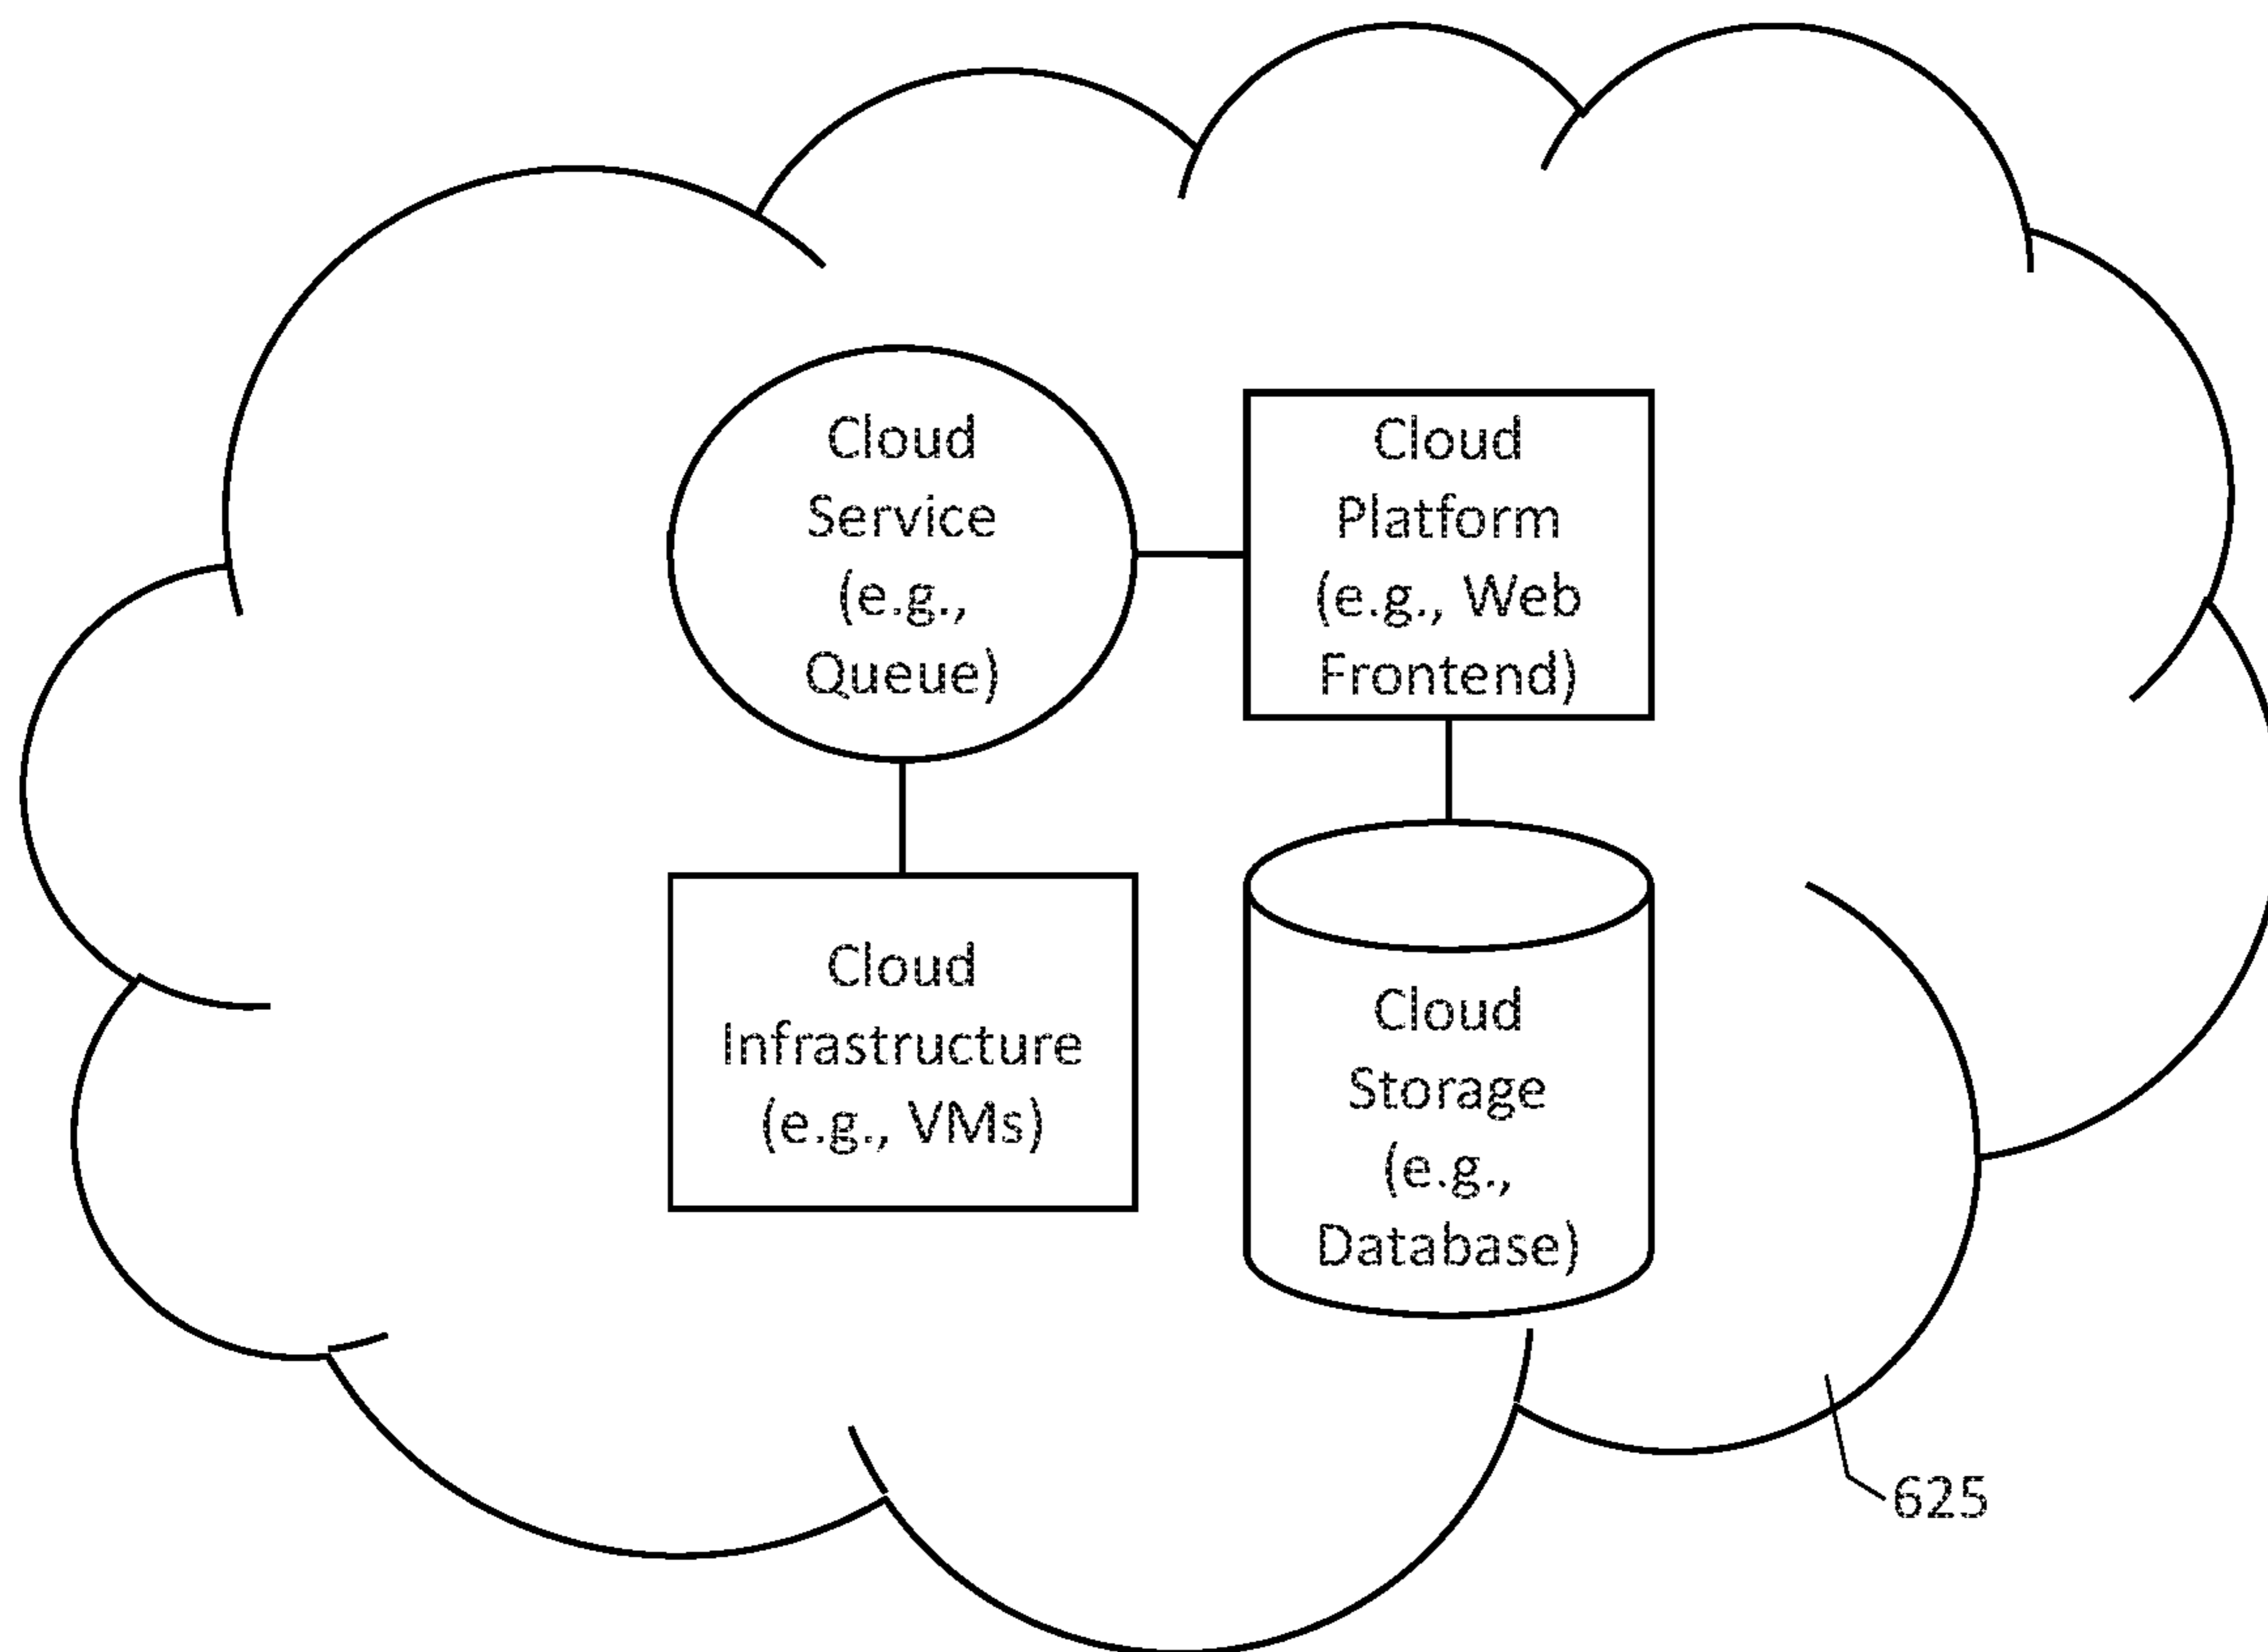 Cloud
Service
(e.g.,
Queue)
Cloud
Platform
(e.g., Web
Frontend)
Cloud
Infrastructure
(e.g., VMs)
Cloud
Storage
(e.g.,
Database)
625